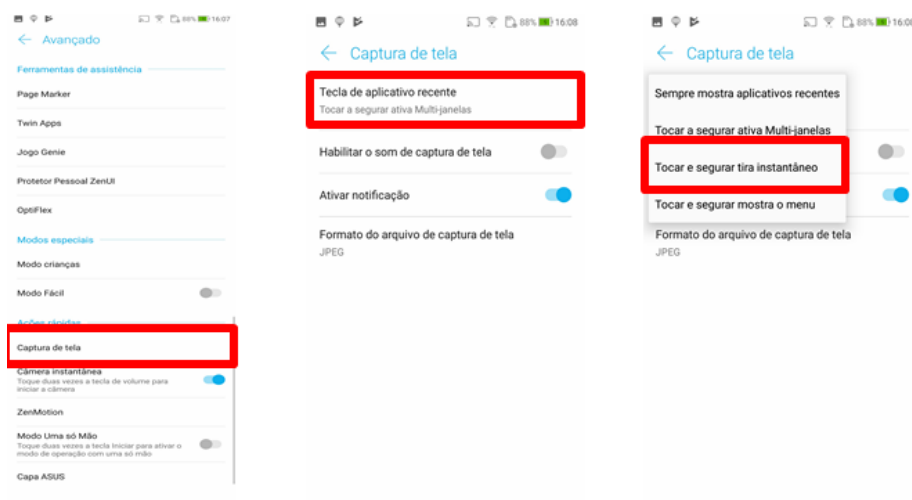 88% 16:07
Avançado
Ferramentas de assistência
Page Marker
Twin Apps
Jogo Genie
Protetor Pessoal ZenUI
OptiFlex
Modos especiais
Modo crianças
Modo Fácil
Ações rápidas
Captura de tela
Câmera instantânea
Toque duas vezes a tecla de volume para
iniciar a câmera
ZenMotion
Modo Uma só Mão
Toque duas vezes a tecla Iniciar para ativar o
modo de operação com uma só mão
Capa ASUS
88% 16:08
Captura de tela
Tecla de aplicativo recente
Tocar a segurar ativa Multi-janelas
Habilitar o som de captura de tela
Ativar notificação
Formato do arquivo de captura de tela
JPEG
88% 16:08
Captura de tela
Sempre mostra aplicativos recentes
Tocar a segurar ativa Multi-janelas
Tocar e segurar tira instantâneo
Tocar e segurar mostra o menu
Formato do arquivo de captura de tela
JPEG